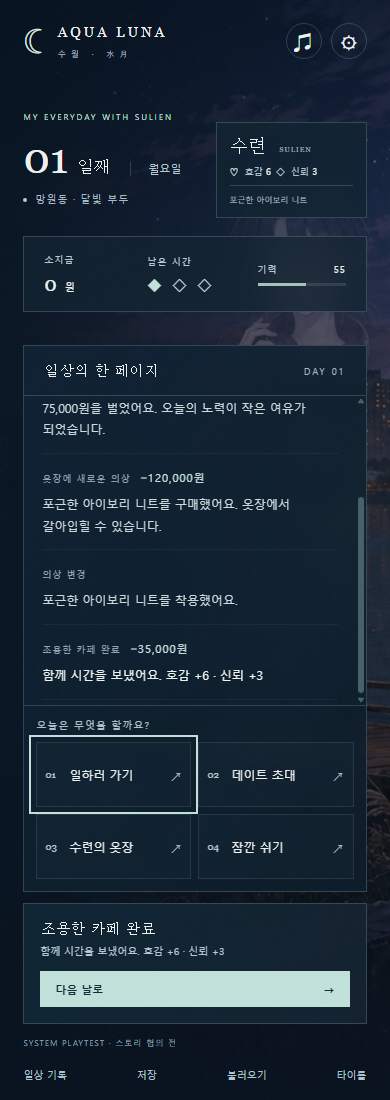 AQUA LUNA
수월 · 水月
MY EVERYDAY WITH SULIEN
01 일째 월요일
망원동 · 달빛 부두
수련 SULIEN
호감 6 ◇ 신뢰 3
포근한 아이보리 니트
소지금
0 원
남은 시간
기력 55
일상의 한 페이지 DAY 01
75,000원을 벌었어요. 오늘의 노력이 작은 여유가
되었습니다.
옷장에 새로운 의상 −120,000원
포근한 아이보리 니트를 구매했어요. 옷장에서
갈아입힐 수 있습니다.
의상 변경
포근한 아이보리 니트를 착용했어요.
조용한 카페 완료 −35,000원
함께 시간을 보냈어요. 호감 +6 · 신뢰 +3
오늘은 무엇을 할까요?
01 일하러 가기 ↗
02 데이트 초대 ↗
03 수련의 옷장 ↗
04 잠깐 쉬기 ↗
조용한 카페 완료
함께 시간을 보냈어요. 호감 +6 · 신뢰 +3
다음 날로 →
SYSTEM PLAYTEST · 스토리 협의 전
일상 기록 저장 불러오기 타이틀